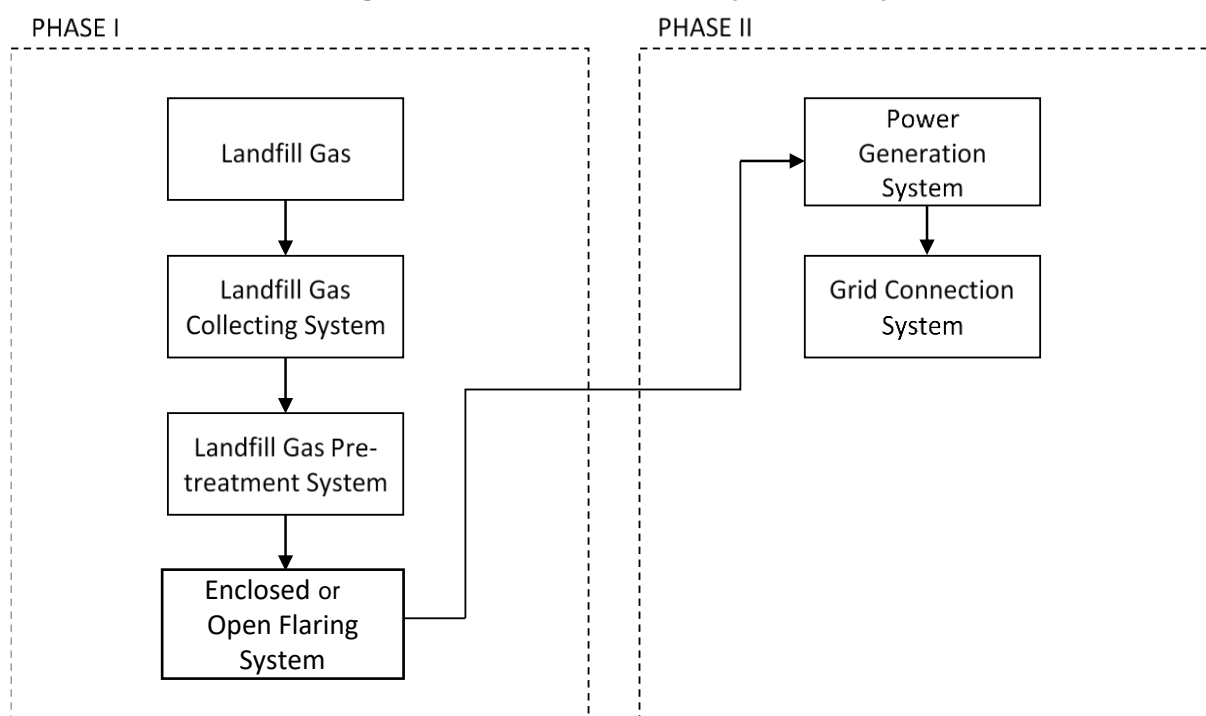 PHASE I
Landfill Gas
Landfill Gas
Collecting System
Landfill Gas Pre-
treatment System
Enclosed or
Open Flaring
System
PHASE II
Power
Generation
System
Grid Connection
System